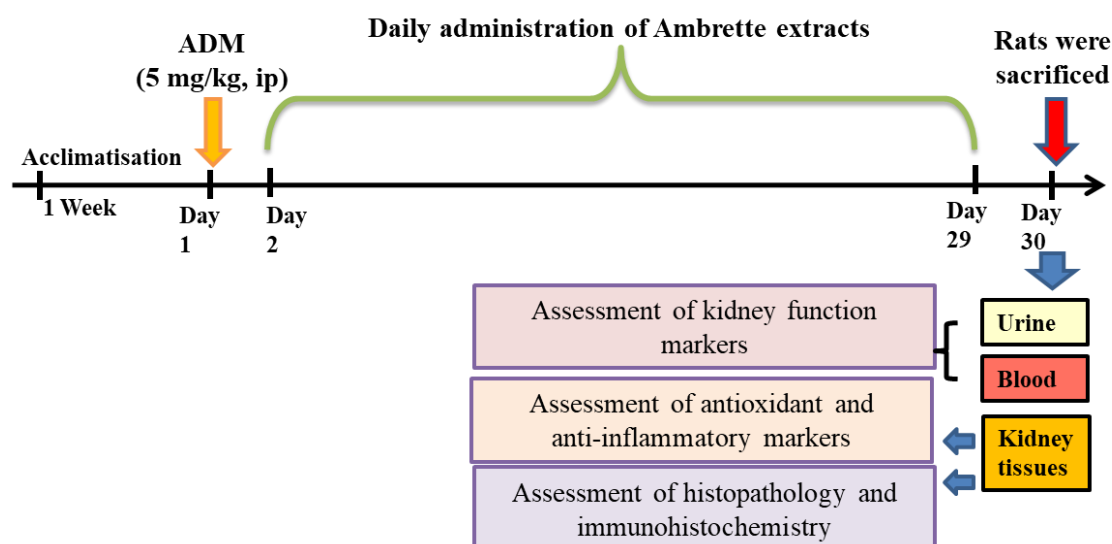 Daily administration of Ambrette extracts
ADM
(5 mg/kg, ip)
Rats were
sacrificed
Acclimatisation
1 Week
Day
1
Day
2
Day
29
Day
30
Assessment of kidney function
markers
Urine
Blood
Assessment of antioxidant and
anti-inflammatory markers
Kidney
tissues
Assessment of histopathology and
immunohistochemistry